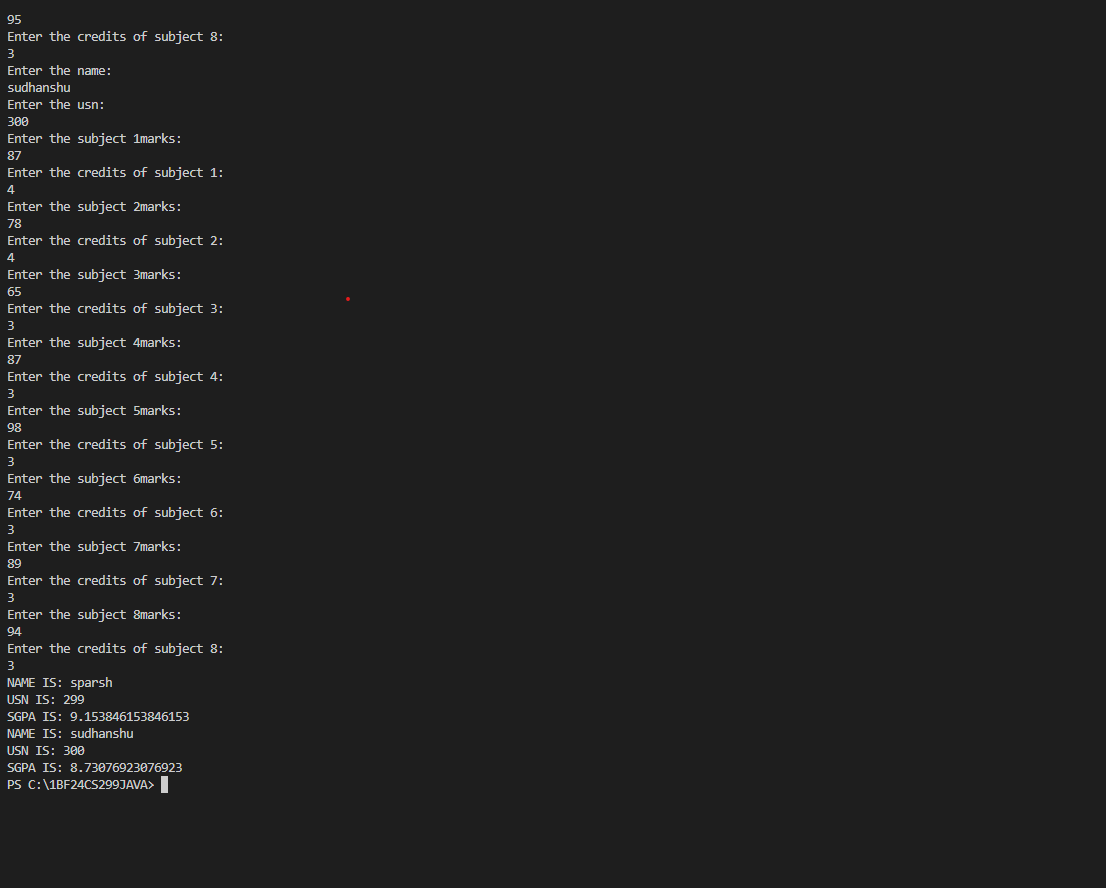 95
Enter the credits of subject 8:
3
Enter the name:
sudhanshu
Enter the usn:
300
Enter the subject 1marks:
87
Enter the credits of subject 1:
4
Enter the subject 2marks:
78
Enter the credits of subject 2:
4
Enter the subject 3marks:
65
Enter the credits of subject 3:
3
Enter the subject 4marks:
87
Enter the credits of subject 4:
3
Enter the subject 5marks:
98
Enter the credits of subject 5:
3
Enter the subject 6marks:
74
Enter the credits of subject 6:
3
Enter the subject 7marks:
89
Enter the credits of subject 7:
3
Enter the subject 8marks:
94
Enter the credits of subject 8:
3
NAME IS: sparsh
USN IS: 299
SGPA IS: 9.153846153846153
NAME IS: sudhanshu
USN IS: 300
SGPA IS: 8.73076923076923
PS C:\1BF24CS299JAVA>